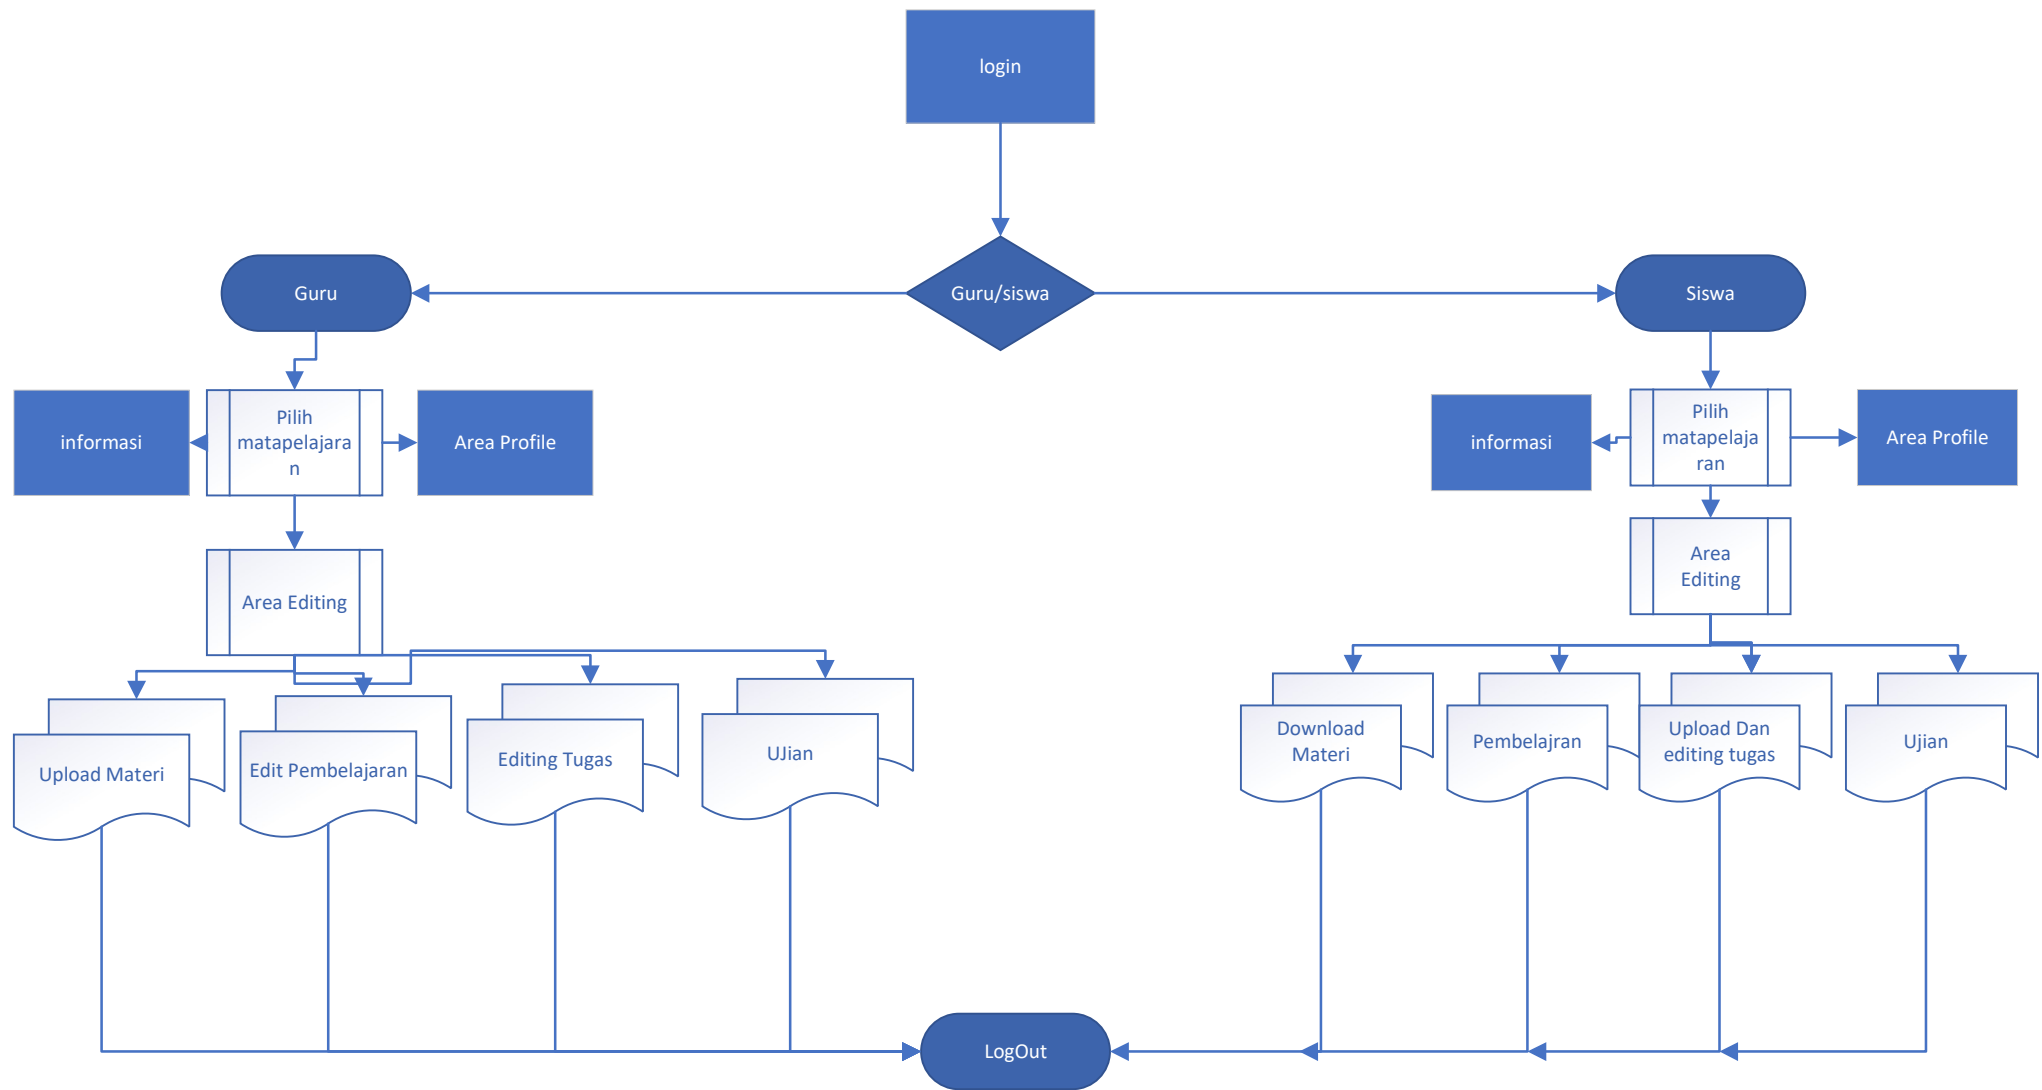 login
Guru
Guru/siswa
Siswa
informasi
Pilih
matapelajara
n
Area Profile
informasi
Pilih
matapelaja
ran
Area Profile
Area Editing
Area
Editing
Upload Materi
Edit Pembelajaran
Editing Tugas
UJian
Download
Materi
Pembelajran
Upload Dan
editing tugas
Ujian
LogOut